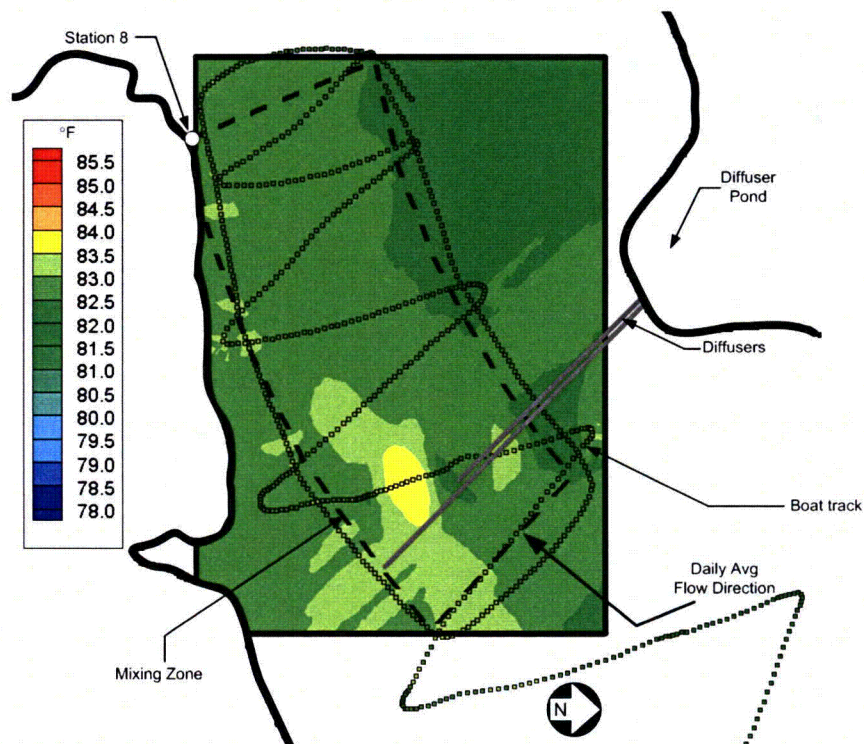 Station 8
°F
85.5
85.0
84.5
84.0
83.5
83.0
82.5
82.0
81.5
81.0
80.5
80.0
79.5
79.0
78.5
78.0
Diffuser
Pond
Diffusers
Boat track
Daily Avg
Flow Direction
Mixing Zone
N